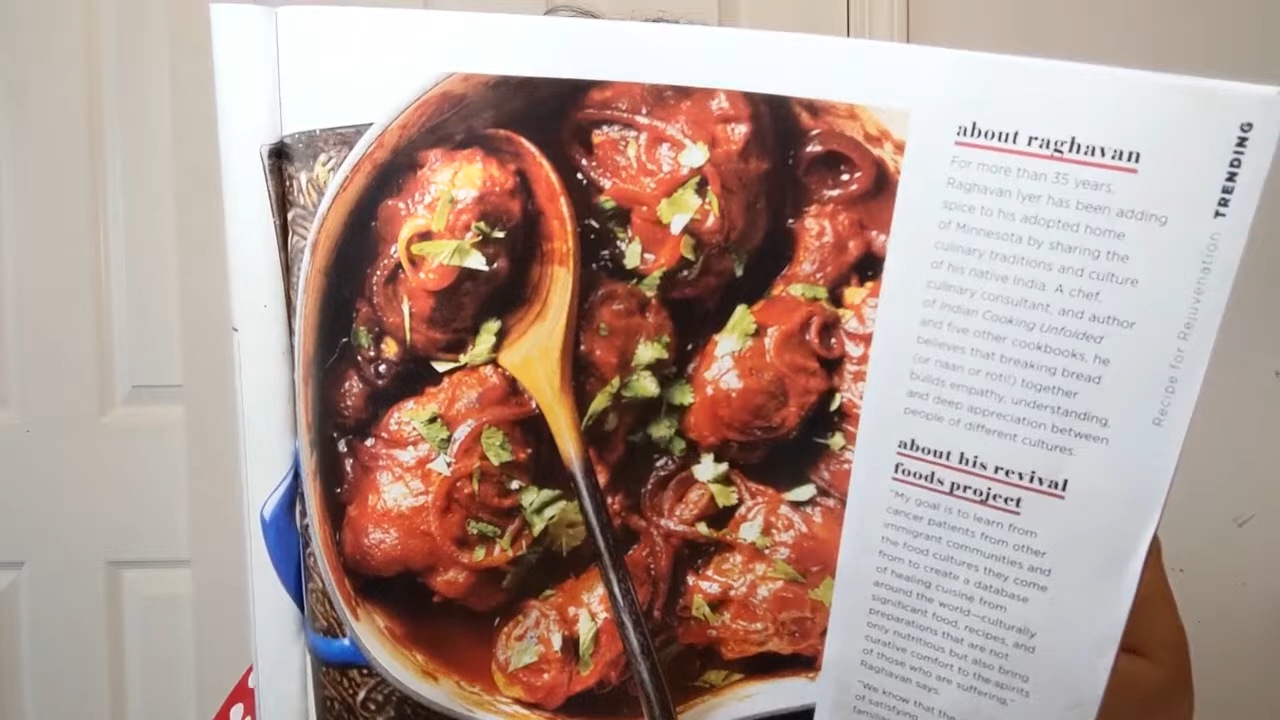 about raghavan
For more than 35 years,
Raghavan Iyer has been adding
spice to his adopted home
of Minnesota by sharing the
culinary traditions and culture
of his native India. A chef,
culinary consultant, and author
of Indian Cooking Unfolded
and five other cookbooks, he
believes that breaking bread
(or naan or roti!) together
builds empathy, understanding,
and deep appreciation between
people of different cultures.
about his revival
foods project
"My goal is to learn from
cancer patients from other
immigrant communities and
the food cultures they come
from to create a database
of healing cuisine from
around the world—culturally
significant food, recipes, and
preparations that are not
only nutritious but also bring
curative comfort to the spirits
of those who are suffering,"
Raghavan says.
"We know that the
of satisfying
Recipe for Rejuvenation TRENDING